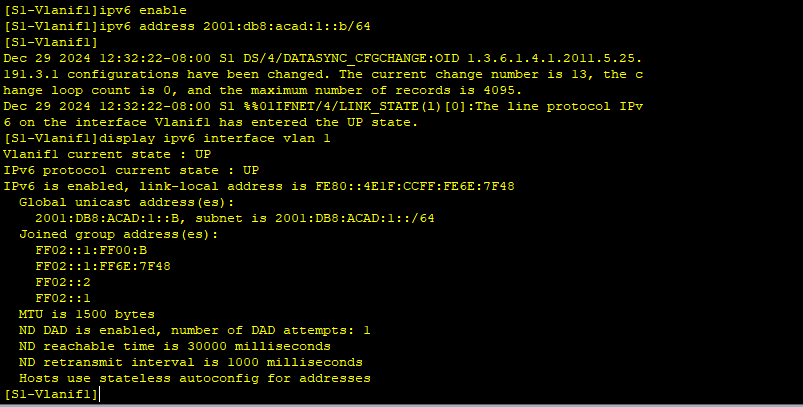 [S1-Vlanif1]ipv6 enable
[S1-Vlanif1]ipv6 address 2001:db8:acad:1::b/64
[S1-Vlanif1]
Dec 29 2024 12:32:22-08:00 S1 DS/4/DATASYNC_CFGCHANGE:OID 1.3.6.1.4.1.2011.5.25.
191.3.1 configurations have been changed. The current change number is 13, the c
hange loop count is 0, and the maximum number of records is 4095.
Dec 29 2024 12:32:22-08:00 S1 %%01IFNET/4/LINK_STATE(l)[0]:The line protocol IPv
6 on the interface Vlanif1 has entered the UP state.
[S1-Vlanif1]display ipv6 interface vlan 1
Vlanif1 current state : UP
IPv6 protocol current state : UP
IPv6 is enabled, link-local address is FE80::4E1F:CCFF:FE6E:7F48
  Global unicast address(es):
    2001:DB8:ACAD:1::B, subnet is 2001:DB8:ACAD:1::/64
  Joined group address(es):
    FF02::1:FF00:B
    FF02::1:FF6E:7F48
    FF02::2
    FF02::1
  MTU is 1500 bytes
  ND DAD is enabled, number of DAD attempts: 1
  ND reachable time is 30000 milliseconds
  ND retransmit interval is 1000 milliseconds
  Hosts use stateless autoconfig for addresses
[S1-Vlanif1]